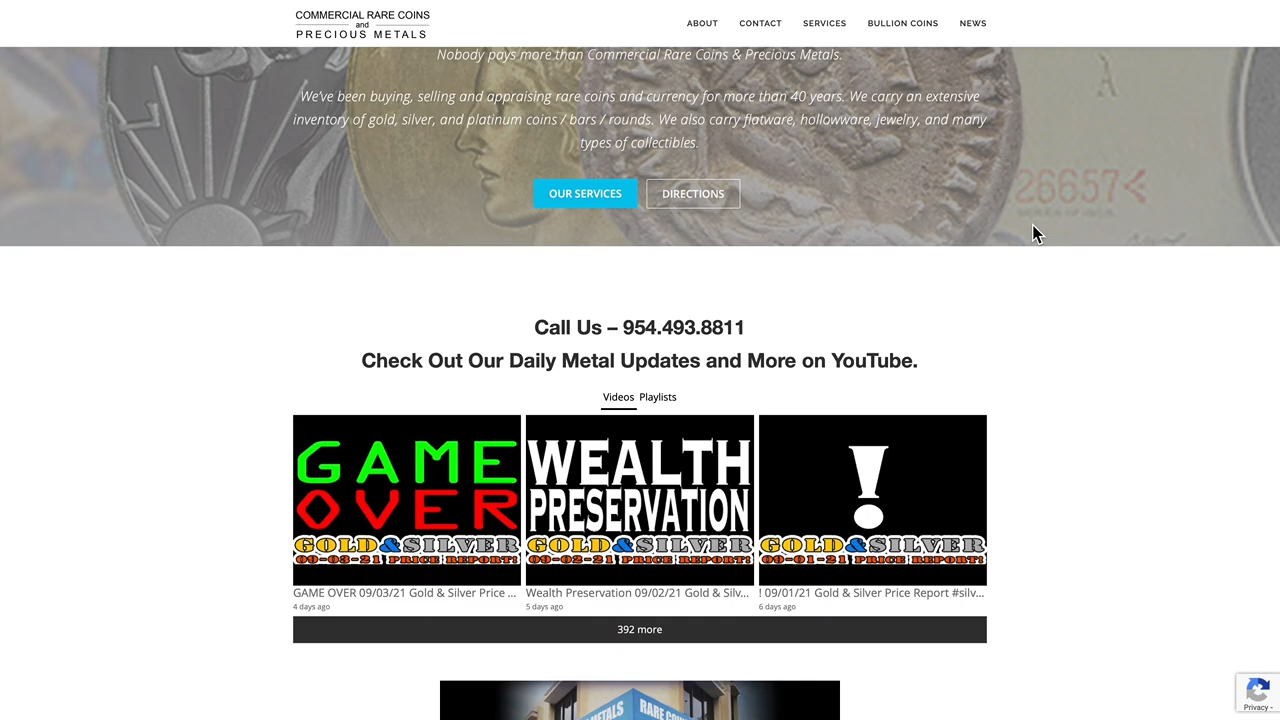 COMMERCIAL RARE COINS
and
PRECIOUS METALS
ABOUT CONTACT SERVICES BULLION COINS NEWS
Nobody pays more than Commercial Rare Coins & Precious Metals.
We've been buying, selling and appraising rare coins and currency for more than 40 years. We carry an extensive
inventory of gold, silver, and platinum coins / bars / rounds. We also carry flatware, hollowware, jewelry, and many
types of collectibles.
OUR SERVICES DIRECTIONS
26657
A
Call Us – 954.493.8811
Check Out Our Daily Metal Updates and More on YouTube.
Videos Playlists
GAME
OVER
GOLD&SILVER
09-03-21 PRICE REPORT!
WEALTH
PRESERVATION
GOLD&SILVER
09-02-21 PRICE REPORT!
!
GOLD&SILVER
09-01-21 PRICE REPORT!
GAME OVER 09/03/21 Gold & Silver Price ...
4 days ago
Wealth Preservation 09/02/21 Gold & Silv...
5 days ago
! 09/01/21 Gold & Silver Price Report #silv...
6 days ago
392 more
METALS
RARE COIN
Privacy -